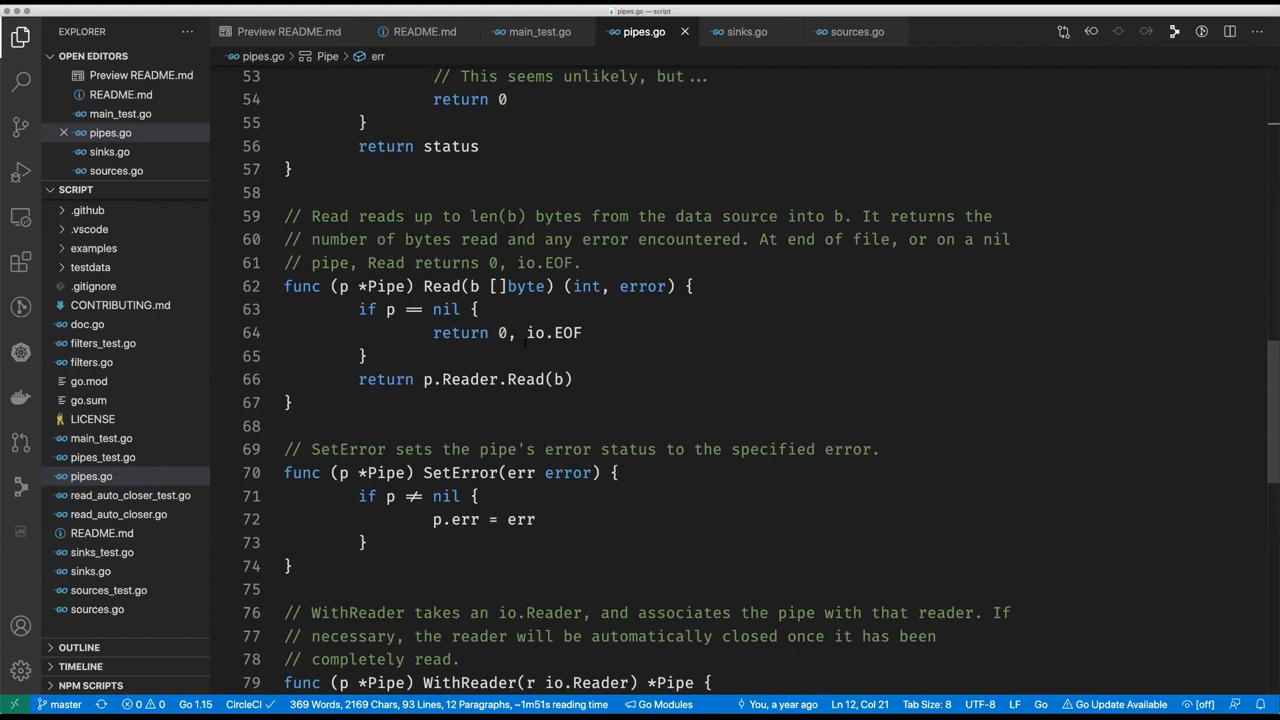 pipes.go — script
EXPLORER
OPEN EDITORS
Preview README.md
README.md
main_test.go
pipes.go
sinks.go
sources.go
SCRIPT
.github
.vscode
examples
testdata
.gitignore
CONTRIBUTING.md
doc.go
filters_test.go
filters.go
go.mod
go.sum
LICENSE
main_test.go
pipes_test.go
pipes.go
read_auto_closer_test.go
read_auto_closer.go
README.md
sinks_test.go
sinks.go
sources_test.go
sources.go
OUTLINE
TIMELINE
NPM SCRIPTS
Preview README.md README.md main_test.go pipes.go sinks.go sources.go
pipes.go > Pipe > err
53 // This seems unlikely, but ...
54 return 0
55 }
56 return status
57 }
58
59 // Read reads up to len(b) bytes from the data source into b. It returns the
60 // number of bytes read and any error encountered. At end of file, or on a nil
61 // pipe, Read returns 0, io.EOF.
62 func (p *Pipe) Read(b []byte) (int, error) {
63 if p == nil {
64 return 0, io.EOF
65 }
66 return p.Reader.Read(b)
67 }
68
69 // SetError sets the pipe's error status to the specified error.
70 func (p *Pipe) SetError(err error) {
71 if p ≠ nil {
72 p.err = err
73 }
74 }
75
76 // WithReader takes an io.Reader, and associates the pipe with that reader. If
77 // necessary, the reader will be automatically closed once it has been
78 // completely read.
79 func (p *Pipe) WithReader(r io.Reader) *Pipe {
master 0 0 CircleCI ✓ Go 1.15 369 Words, 2169 Chars, 93 Lines, 12 Paragraphs, ~1m51s reading time Go Modules You, a year ago Ln 12, Col 21 Tab Size: 8 UTF-8 LF Go Go Update Available [off]